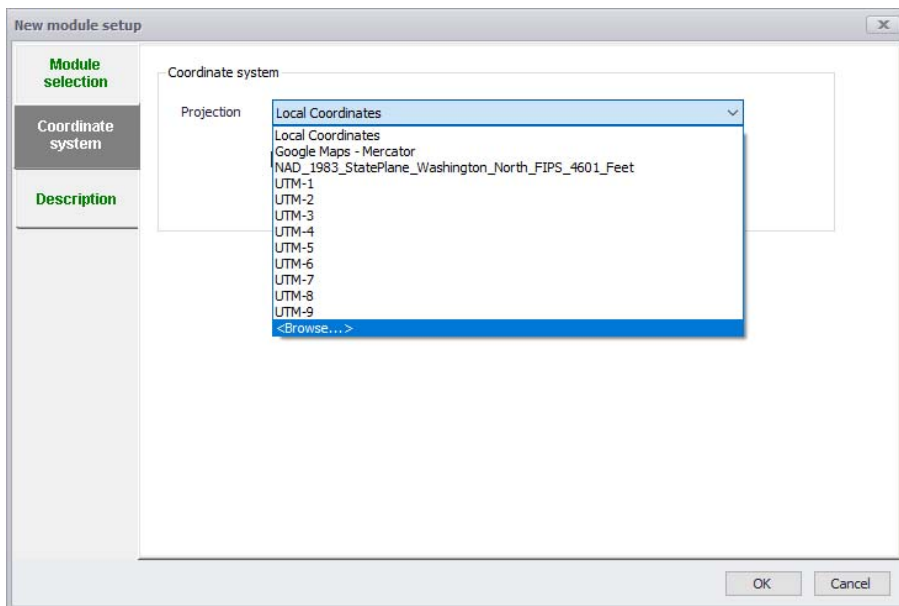 New module setup
Module
selection
Coordinate
system
Description
Coordinate system
Projection
Local Coordinates
Local Coordinates
Google Maps - Mercator
NAD_1983_StatePlane_Washington_North_FIPS_4601_Feet
UTM-1
UTM-2
UTM-3
UTM-4
UTM-5
UTM-6
UTM-7
UTM-8
UTM-9
<Browse...>
OK
Cancel